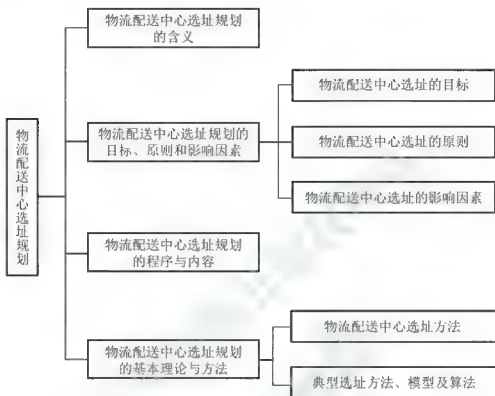 物流配送中心选址规划
物流配送中心选址规划
的含义
物流配送中心选址规划的
目标、原则和影响因素
物流配送中心选址的目标
物流配送中心选址的原则
物流配送中心选址的影响因素
物流配送中心选址规划
的程序与内容
物流配送中心选址规划
的基本理论与方法
物流配送中心选址方法
典型选址方法、模型及算法